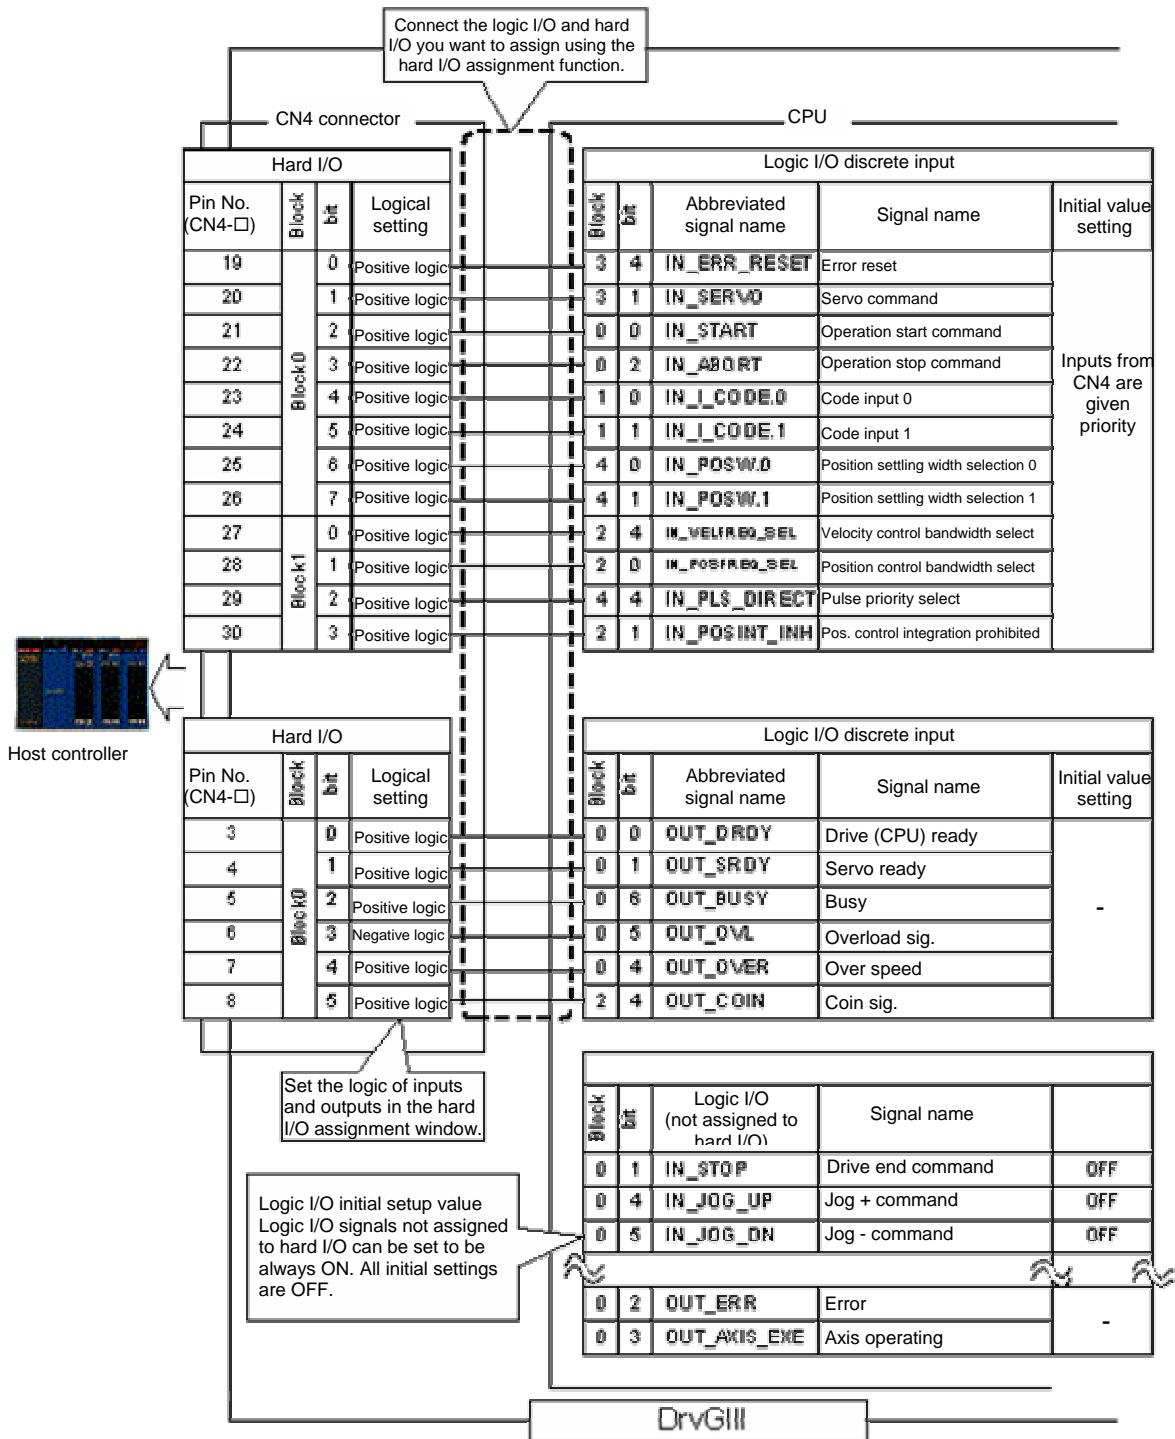 Connect the logic I/O and hard
I/O you want to assign using the
hard I/O assignment function.
CN4 connector
CPU
Hard I/O
Pin No.
(CN4-□) Block bit Logical
setting
19 0 Positive logic
20 1 Positive logic
21 2 Positive logic
22 3 Positive logic
23 4 Positive logic
24 5 Positive logic
25 6 Positive logic
26 7 Positive logic
Block0
27 0 Positive logic
28 1 Positive logic
29 2 Positive logic
30 3 Positive logic
Block1
Logic I/O discrete input
Block bit Abbreviated
signal name Signal name Initial value
setting
3 4 IN_ERR_RESET Error reset
3 1 IN_SERVO Servo command
0 0 IN_START Operation start command
0 2 IN_ABORT Operation stop command
1 0 IN_I_CODE.0 Code input 0
1 1 IN_I_CODE.1 Code input 1
4 0 IN_POSW.0 Position settling width selection 0
4 1 IN_POSW.1 Position settling width selection 1
2 4 IN_VELFREQ_SEL Velocity control bandwidth select
2 0 IN_POSFREQ_SEL Position control bandwidth select
4 4 IN_PLS_DIRECT Pulse priority select
2 1 IN_POSINT_INH Pos. control integration prohibited
Inputs from
CN4 are
given
priority
Host controller
Hard I/O
Pin No.
(CN4-□) Block bit Logical
setting
3 0 Positive logic
4 1 Positive logic
5 2 Positive logic
6 3 Negative logic
7 4 Positive logic
8 5 Positive logic
Block0
Logic I/O discrete input
Block bit Abbreviated
signal name Signal name Initial value
setting
0 0 OUT_DRDY Drive (CPU) ready
0 1 OUT_SRDY Servo ready
0 6 OUT_BUSY Busy
0 5 OUT_OVL Overload sig.
0 4 OUT_OVER Over speed
2 4 OUT_COIN Coin sig.
-
Set the logic of inputs
and outputs in the hard
I/O assignment window.
Block bit Logic I/O
(not assigned to
hard I/O) Signal name
0 1 IN_STOP Drive end command OFF
0 4 IN_JOG_UP Jog + command OFF
0 5 IN_JOG_DN Jog - command OFF
0 2 OUT_ERR Error
0 3 OUT_AXIS_EXE Axis operating
-
Logic I/O initial setup value
Logic I/O signals not assigned
to hard I/O can be set to be
always ON. All initial settings
are OFF.
DrvGIII